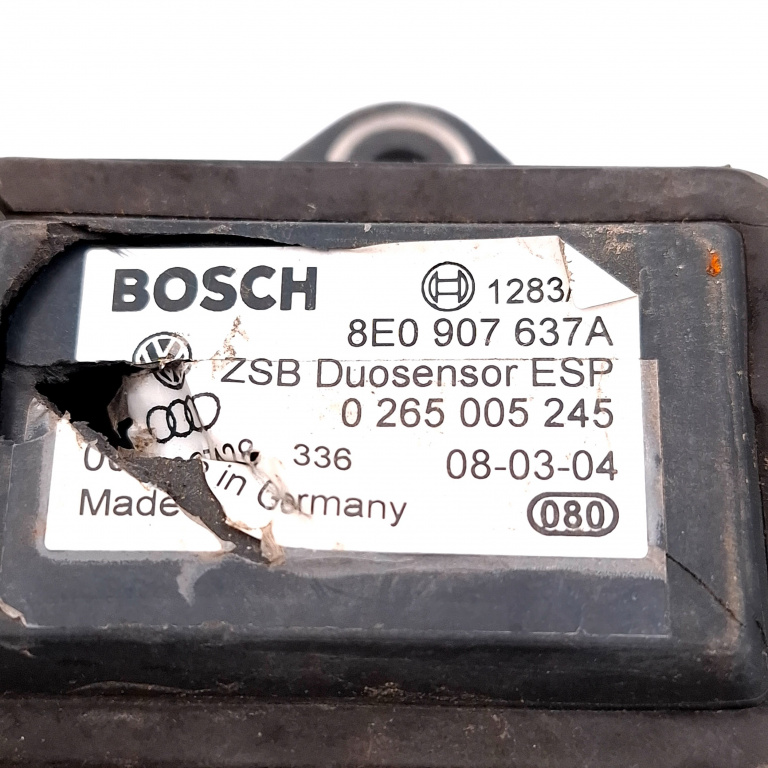 BOSCH 1283/
8E0 907 637A
ZSB Duosensor ESP
0 265 005 245
336 08-03-04
Made in Germany
080